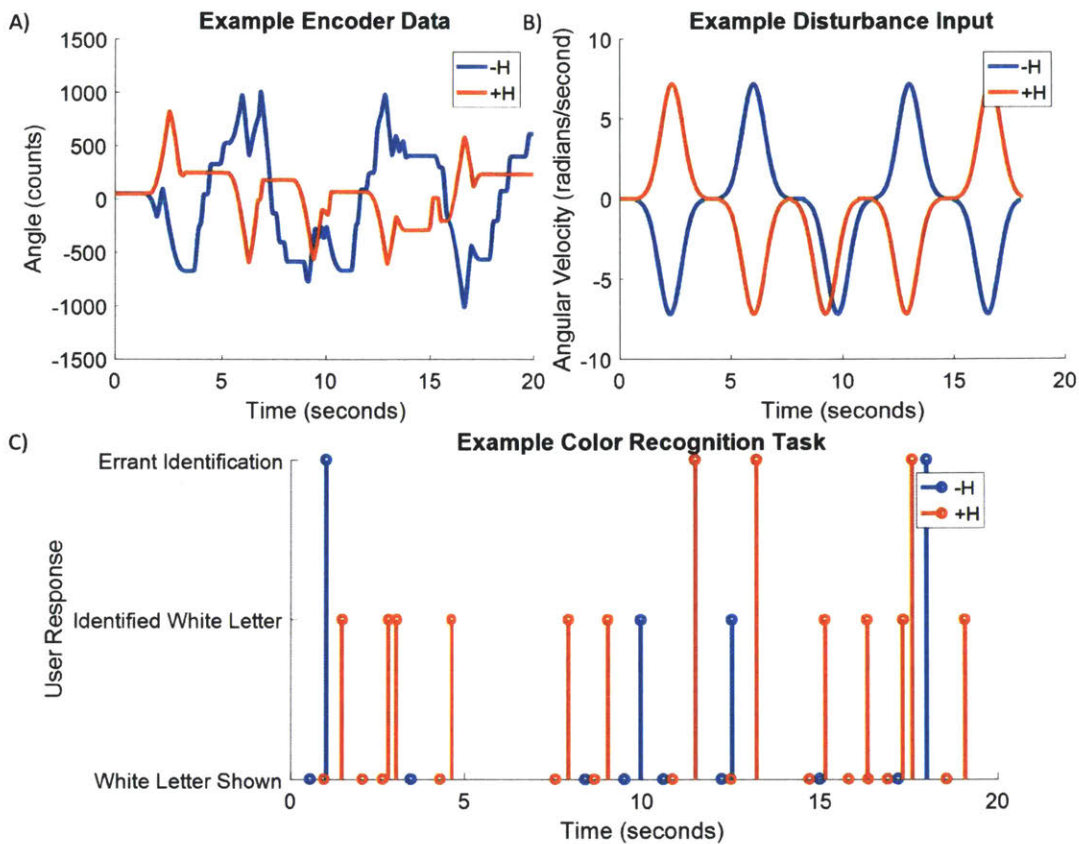 A)
Example Encoder Data
1500
1000
500
0
-500
-1000
-1500
Angle (counts)
0
5
10
15
20
Time (seconds)
-H
+H
B)
Example Disturbance Input
10
5
0
-5
-10
Angular Velocity (radians/second)
0
5
10
15
20
Time (seconds)
-H
+H
C)
Example Color Recognition Task
Errant Identification
Identified White Letter
White Letter Shown
User Response
0
5
10
15
20
Time (seconds)
-H
+H